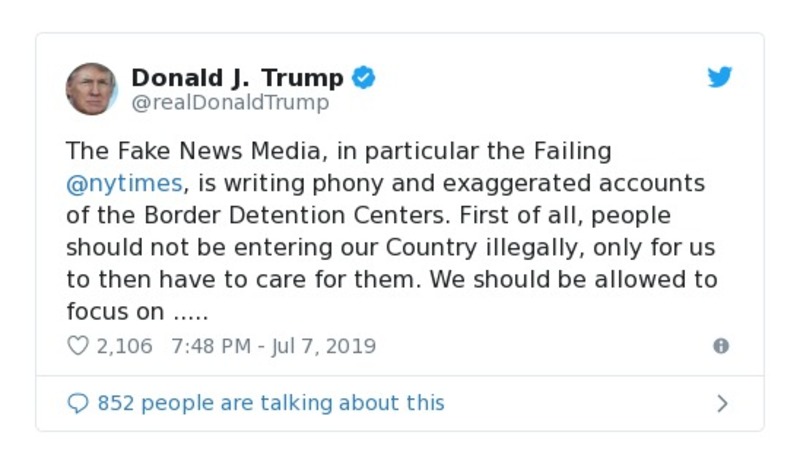 Donald J. Trump
@realDonaldTrump
The Fake News Media, in particular the Failing
@nytimes, is writing phony and exaggerated accounts
of the Border Detention Centers. First of all, people
should not be entering our Country illegally, only for us
to then have to care for them. We should be allowed to
focus on .....
2,106 7:48 PM - Jul 7, 2019
852 people are talking about this